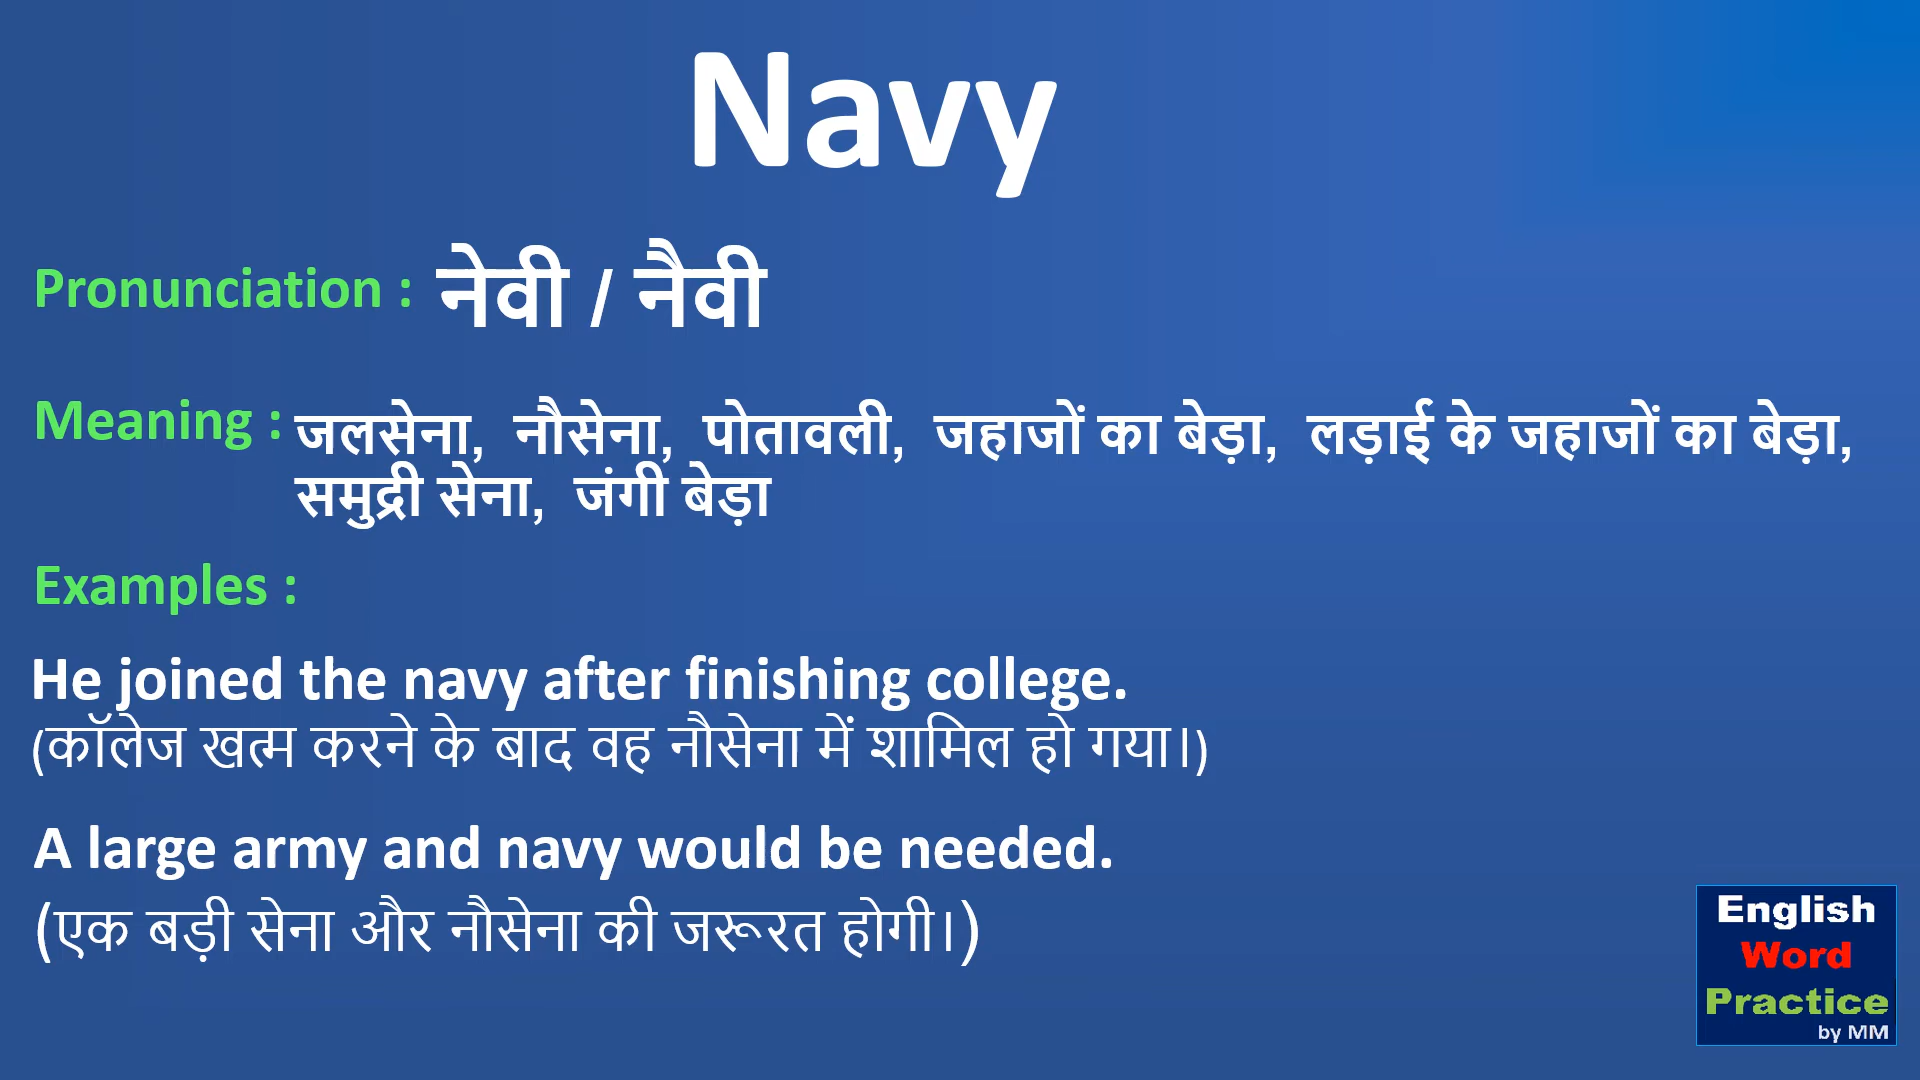 Navy
Pronunciation : नेवी / नैवी
Meaning : जलसेना, नौसेना, पोतावली, जहाजों का बेड़ा, लड़ाई के जहाजों का बेड़ा,
समुद्री सेना, जंगी बेड़ा
Examples :
He joined the navy after finishing college.
(कॉलेज खत्म करने के बाद वह नौसेना में शामिल हो गया।)
A large army and navy would be needed.
(एक बड़ी सेना और नौसेना की जरूरत होगी।)
English
Word
Practice
by MM